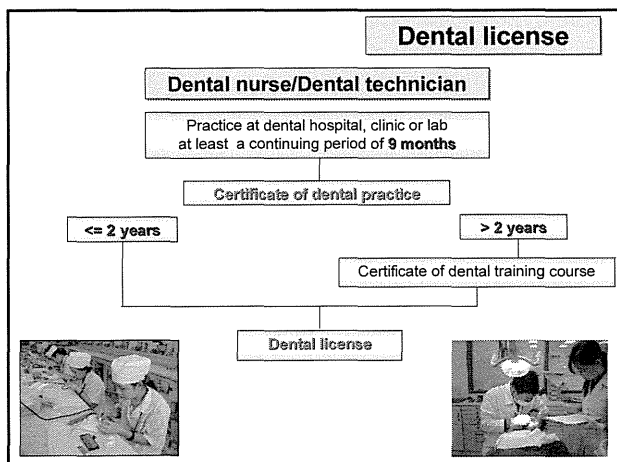 Dental license
Dental nurse/Dental technician
Practice at dental hospital, clinic or lab
at least a continuing period of 9 months
Certificate of dental practice
<= 2 years
> 2 years
Certificate of dental training course
Dental license